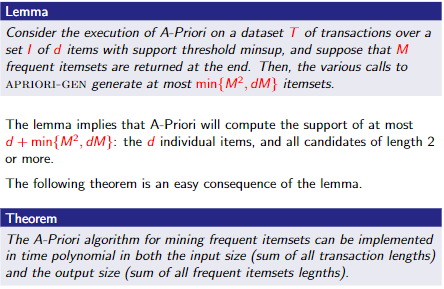 Lemma
Consider the execution of A-Priori on a dataset T of transactions over a
set I of d items with support threshold minsup, and suppose that M
frequent itemsets are returned at the end. Then, the various calls to
APRIORI-GEN generate at most min{M², dM} itemsets.
The lemma implies that A-Priori will compute the support of at most
d + min{M², dM}: the d individual items, and all candidates of length 2
or more.
The following theorem is an easy consequence of the lemma.
Theorem
The A-Priori algorithm for mining frequent itemsets can be implemented
in time polynomial in both the input size (sum of all transaction lengths)
and the output size (sum of all frequent itemsets legnths).